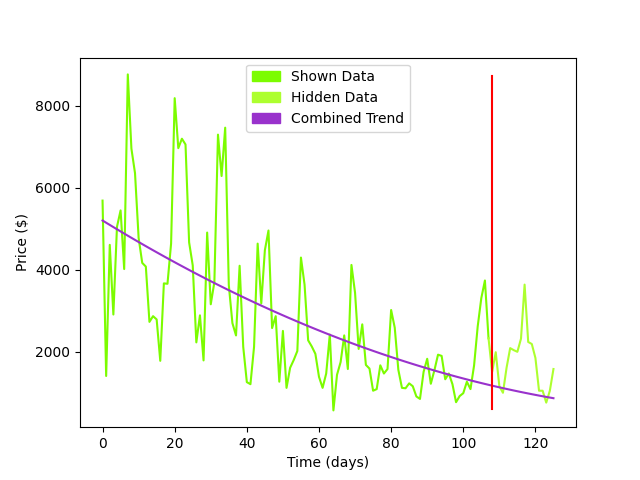 Shown Data
Hidden Data
Combined Trend
Price ($)
8000
6000
4000
2000
0 20 40 60 80 100 120
Time (days)